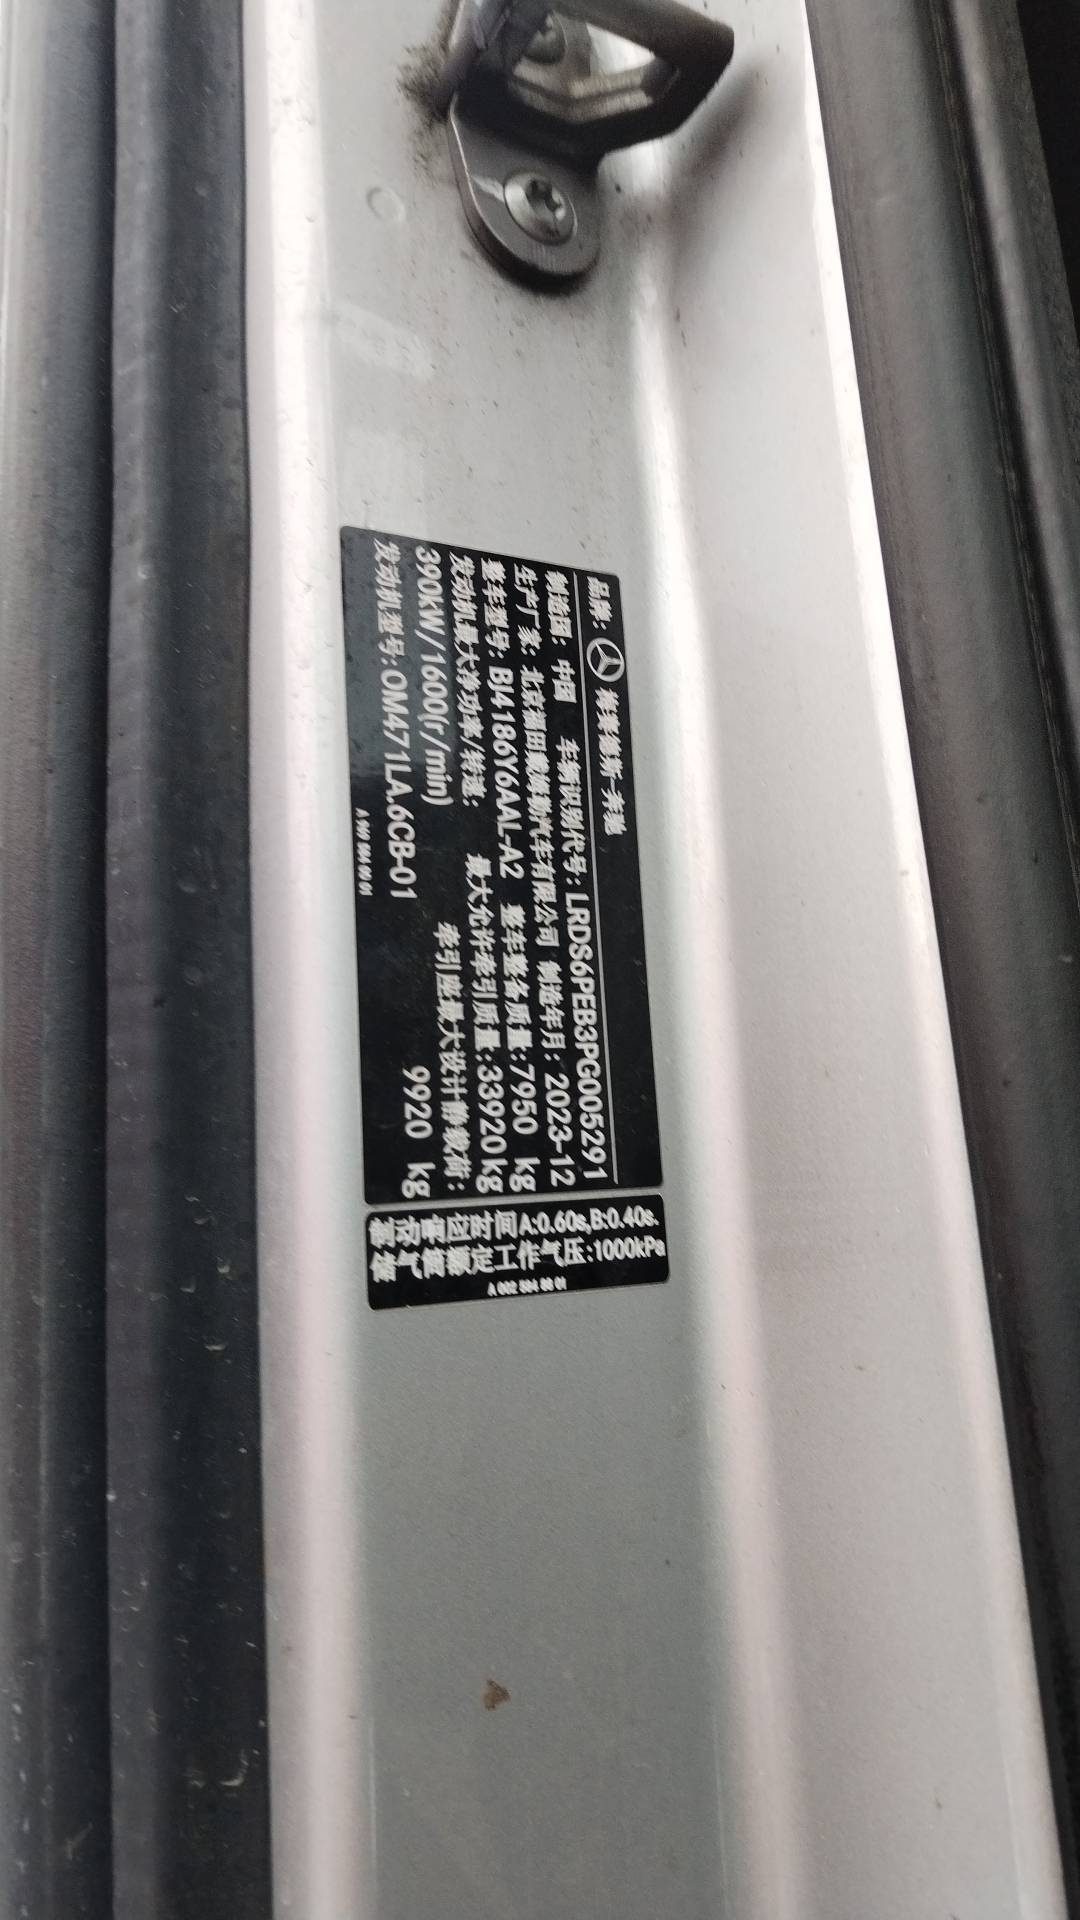 品牌: 梅赛德斯-奔驰
制造国: 中国 车辆识别代号: LRDS6PEB3PG005291
生产厂家: 北京福田戴姆勒汽车有限公司 制造年月: 2023-12
整车型号: BJ4186Y6AAL-A2 整车整备质量: 7950 kg
发动机最大净功率/转速: 最大允许牵引质量: 33920kg
390kW/1600(r/min) 牵引座最大设计静载荷:
发动机型号: OM471LA.6CB-01 9920 kg
制动响应时间A:0.60s,B:0.40s.
储气筒额定工作气压:1000kPa